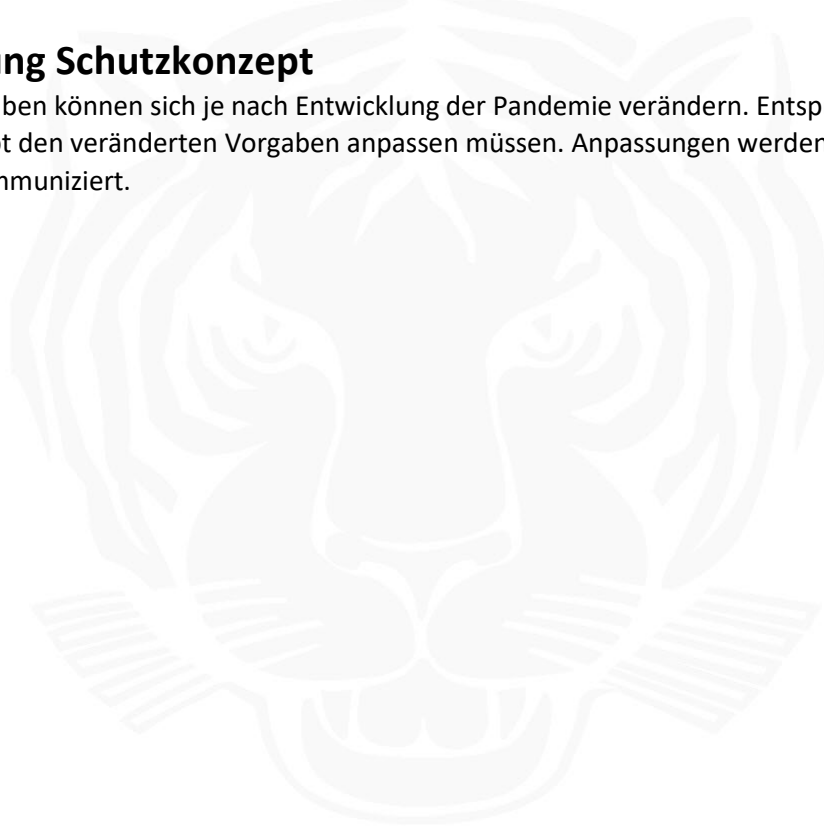 ng Schutzkonzept
ben können sich je nach Entwicklung der Pandemie verändern. Entsp
t den veränderten Vorgaben anpassen müssen. Anpassungen werden
mmuniziert.